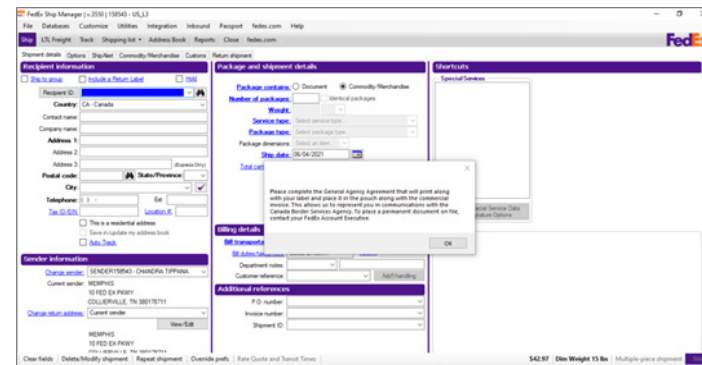 FedEx Ship Manager | v.3550 | 158543 - US_L3
File Databases Customize Utilities Integration Inbound Passport fedex.com Help
Ship LTL Freight Track Shipping list Address Book Reports Close fedex.com
FedEx
Shipment details Options ShipAlert Commodity/Merchandise Customs Return shipment
Recipient information
Ship to group Include a Return Label Hold
Recipient ID:
Country: CA - Canada
Contact name:
Company name:
Address 1:
Address 2:
Address 3: (Express Only)
Postal code: State/Province:
City:
Telephone: ( ) - Ext:
Tax ID/EIN: Location #:
This is a residential address
Save in/update my address book
Auto Track
Sender information
Change sender: SENDER158543 - CHANDRA TIPPANA
Current sender: MEMPHIS
10 FED EX PKWY
COLLIERVILLE, TN 380178711
Change return address: Current sender
View/Edit
MEMPHIS
10 FED EX PKWY
COLLIERVILLE, TN 380178711
Package and shipment details
Package contains: Document Commodity/Merchandise
Number of packages: Identical packages
Weight:
Service type: Select service type...
Package type: Select package type...
Package dimensions: Select an item...
Ship date: 06/04/2021
Please complete the General Agency Agreement that will print along
with your label and place it in the pouch along with the commercial
invoice. This allows us to represent you in communications with the
Canada Border Services Agency. To place a permanent document on file,
contact your FedEx Account Executive.
OK
Billing details
Department notes:
Customer reference: Add'l handling
Additional references
P.O. number:
Invoice number:
Shipment ID:
Shortcuts
Special Services
Clear fields Delete/Modify shipment Repeat shipment Override prefs Rate Quote and Transit Times
$42.97 Dim Weight 15 lbs Multiple-piece shipment